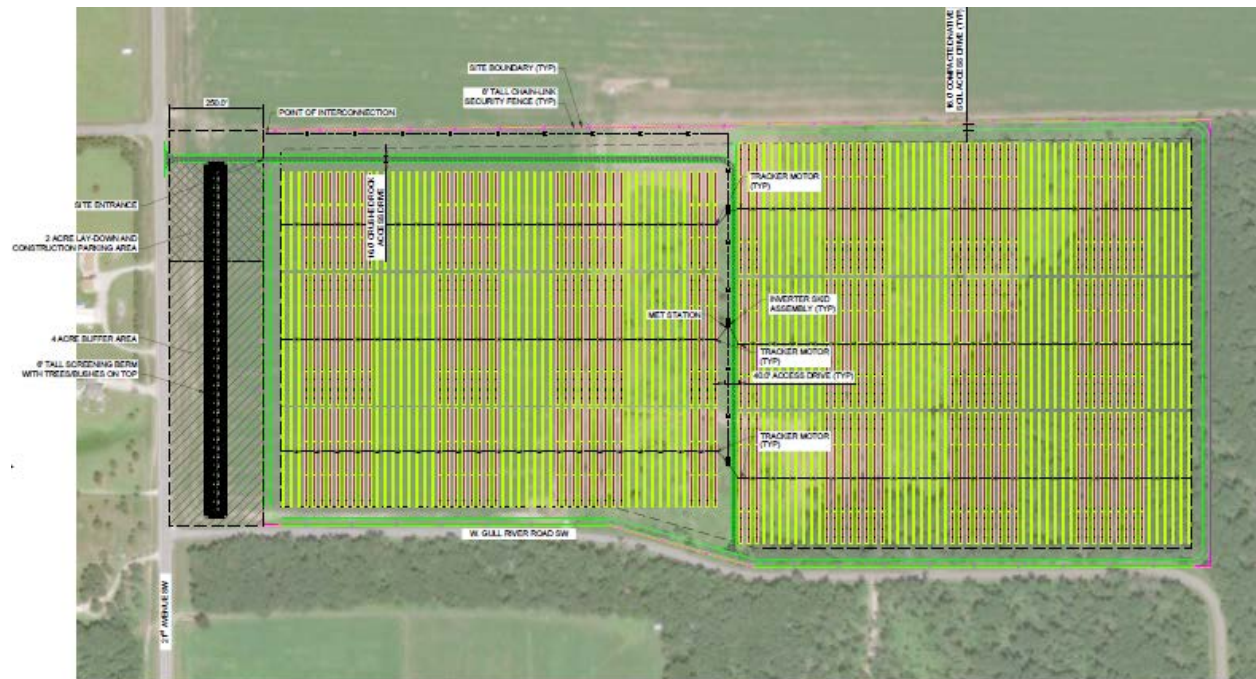 SITE BOUNDARY (TYP)
6' TALL CHAIN-LINK
SECURITY FENCE (TYP)
16.0' COMPACTED NATIVE
SOIL ACCESS DRIVE (TYP)
250.0'
POINT OF INTERCONNECTION
SITE ENTRANCE
2 ACRE LAY-DOWN AND
CONSTRUCTION PARKING AREA
16.0' CRUSHED ROCK
ACCESS DRIVE
TRACKER MOTOR
(TYP)
MET STATION
INVERTER SKID
ASSEMBLY (TYP)
4 ACRE BUFFER AREA
6' TALL SCREENING BERM
WITH TREES/BUSHES ON TOP
TRACKER MOTOR
(TYP)
40.0' ACCESS DRIVE (TYP)
TRACKER MOTOR
(TYP)
W. GULL RIVER ROAD SW
AVENUE SW